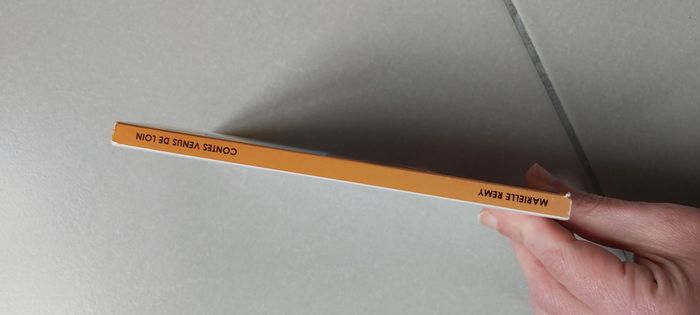 MARIELLE REMY
CONTES VENUS DE LOIN